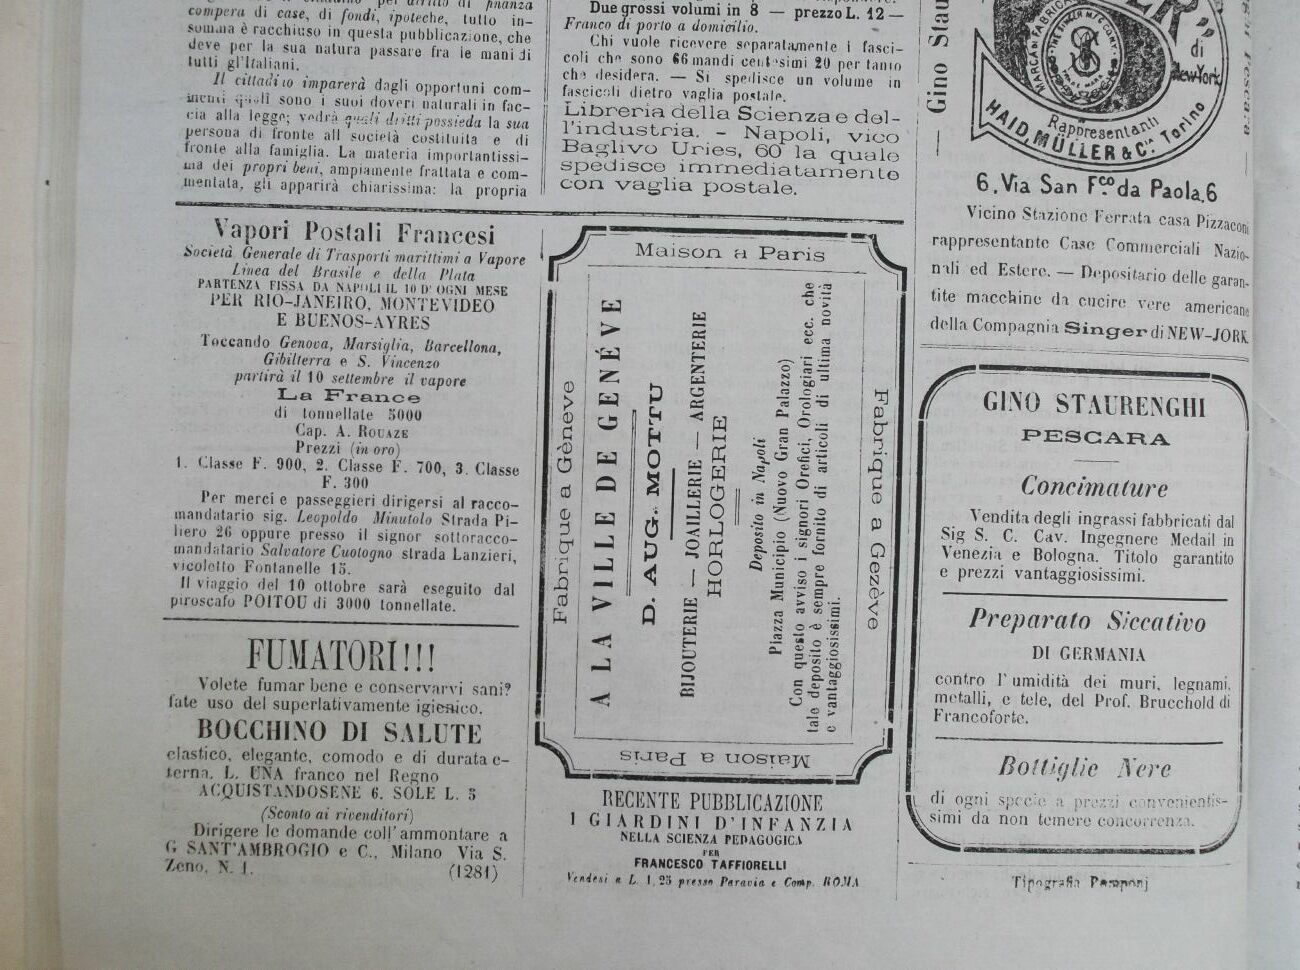 compera di case, di fondi, ipoteche, tutto in-
somma è racchiuso in questa pubblicazione, che
deve per la sua natura passare fra le mani di
tutti gl'Italiani.
Il cittadino imparerà dagli opportuni com-
menti quali sono i suoi doveri naturali in fac-
cia alla legge; vedrà quali diritti possieda la sua
persona di fronte all società costituita e di
fronte alla famiglia. La materia importantissi-
ma dei propri beni, ampiamente trattata e com-
mentata, gli apparirà chiarissima: la propria
Due grossi volumi in 8 — prezzo L. 12 —
Franco di porto a domicilio.
Chi vuole ricevere separatamente i fasci-
coli che sono 66 mandi centesimi 20 per tanto
che desidera. — Si spedisce un volume in
fascicoli dietro vaglia postale.
Libreria della Scienza e del-
l'industria. - Napoli, vico
Baglivo Uries, 60 la quale
spedisce immediatamente
con vaglia postale.
— Gino Stau
di
New-York
MARCA DI FABRICA
THE SINGER MFG CO
Rappresentanti
HAID, MÜLLER & C.ia Torino
6, Via San F.co da Paola, 6
Vicino Stazione Ferrata casa Pizzaconi
rappresentante Case Commerciali Nazio-
nali ed Estere. — Depositario delle garan-
tite macchine da cucire vere americane
della Compagnia Singer di NEW-JORK
Vapori Postali Francesi
Società Generale di Trasporti marittimi a Vapore
Linea del Brasile e della Plata
PARTENZA FISSA DA NAPOLI IL 10 D'OGNI MESE
PER RIO-JANEIRO, MONTEVIDEO
E BUENOS-AYRES
Toccando Genova, Marsiglia, Barcellona,
Gibilterra e S. Vincenzo
partirà il 10 settembre il vapore
La France
di tonnellate 5000
Cap. A. ROUAZE
Prezzi (in oro)
1. Classe F. 900, 2. Classe F. 700, 3. Classe
F. 300
Per merci e passeggieri dirigersi al racco-
mandatario sig. Leopoldo Minutolo Strada Pi-
liero 26 oppure presso il signor sottoracco-
mandatario Salvatore Cuotogno strada Lanzieri,
vicoletto Fontanelle 15.
Il viaggio del 10 ottobre sarà eseguito dal
piroscafo POITOU di 3000 tonnellate.
FUMATORI!!!
Volete fumar bene e conservarvi sani?
fate uso del superlativamente igienico.
BOCCHINO DI SALUTE
elastico, elegante, comodo e di durata e-
terna. L. UNA franco nel Regno
ACQUISTANDOSENE 6. SOLE L. 5
(Sconto ai rivenditori)
Dirigere le domande coll'ammontare a
G SANT'AMBROGIO e C., Milano Via S.
Zeno, N. 1. (1281)
Maison a Paris
Fabrique a Gèneve
A LA VILLE DE GENÉVE
D. AUG. MOTTU
BIJOUTERIE — JOAILLERIE — ARGENTERIE
HORLOGERIE
Deposito in Napoli
Piazza Municipio (Nuovo Gran Palazzo)
Con questo avviso i signori Orefici, Orologiari ecc. che
tale deposito è sempre fornito di articoli di ultima novità
e vantaggiosissimi.
Fabrique a Gezève
Maison a Paris
RECENTE PUBBLICAZIONE
I GIARDINI D'INFANZIA
NELLA SCIENZA PEDAGOGICA
PER
FRANCESCO TAFFIORELLI
Vendesi a L. 1,25 presso Paravia e Comp. ROMA
GINO STAURENGHI
PESCARA
Concimature
Vendita degli ingrassi fabbricati dal
Sig S. C. Cav. Ingegnere Medail in
Venezia e Bologna. Titolo garantito
e prezzi vantaggiosissimi.
Preparato Siccativo
DI GERMANIA
contro l'umidità dei muri, legnami,
metalli, e tele, del Prof. Brucchold di
Francoforte.
Bottiglie Nere
di ogni specie a prezzi convenientis-
simi da non temere concorrenza.
Tipografia Pomponj